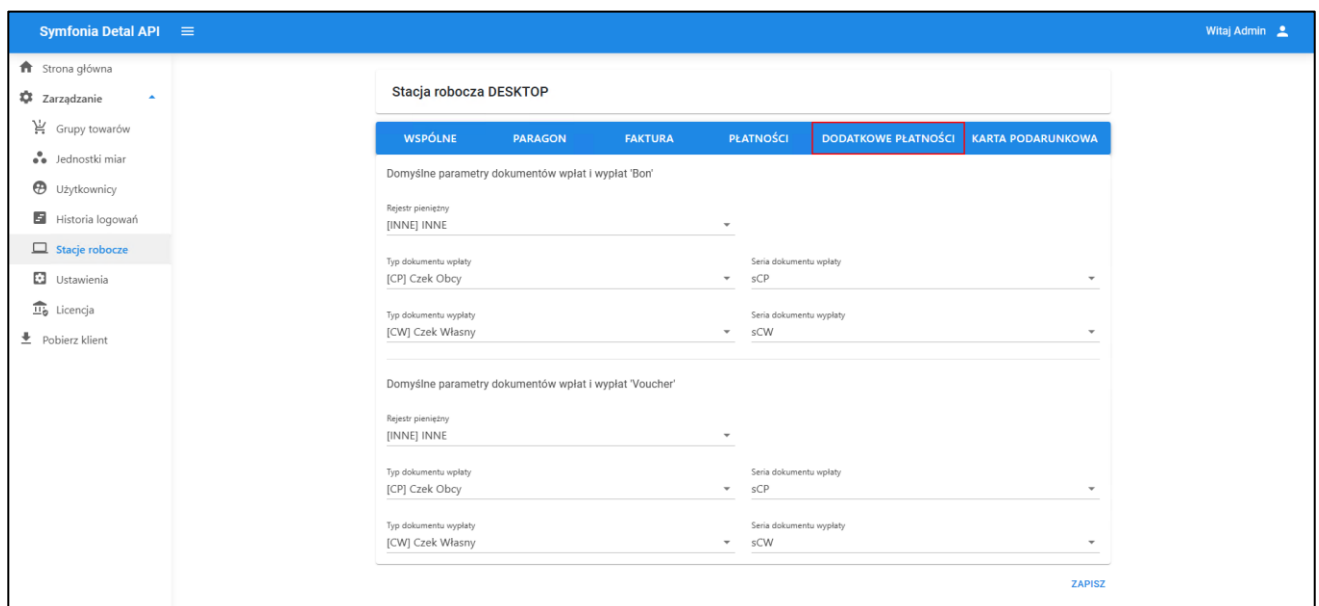 Symfonia Detal API
Witaj Admin
Strona główna
Zarządzanie
Grupy towarów
Jednostki miar
Użytkownicy
Historia logowań
Stacje robocze
Ustawienia
Licencja
Pobierz klient
Stacja robocza DESKTOP
WSPÓLNE PARAGON FAKTURA PŁATNOŚCI DODATKOWE PŁATNOŚCI KARTA PODARUNKOWA
Domyślne parametry dokumentów wpłat i wypłat 'Bon'
Rejestr pieniężny
[INNE] INNE
Typ dokumentu wpłaty Seria dokumentu wpłaty
[CP] Czek Obcy sCP
Typ dokumentu wypłaty Seria dokumentu wypłaty
[CW] Czek Własny sCW
Domyślne parametry dokumentów wpłat i wypłat 'Voucher'
Rejestr pieniężny
[INNE] INNE
Typ dokumentu wpłaty Seria dokumentu wpłaty
[CP] Czek Obcy sCP
Typ dokumentu wypłaty Seria dokumentu wypłaty
[CW] Czek Własny sCW
ZAPISZ